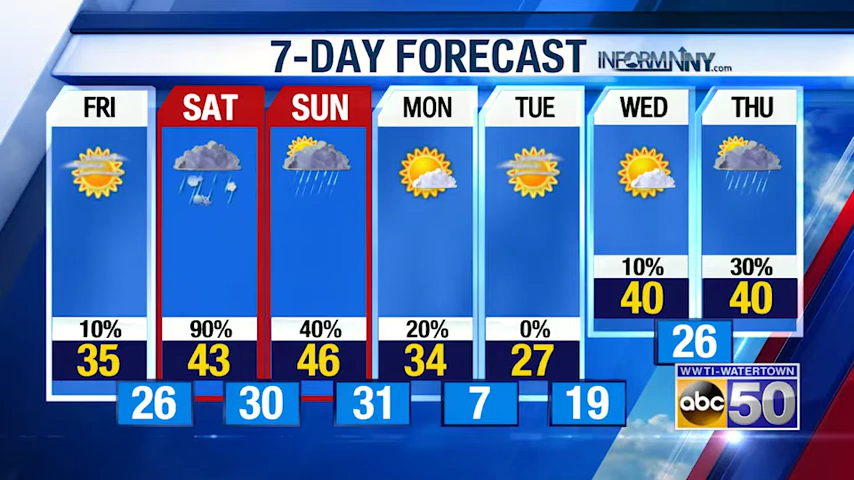 7-DAY FORECAST INFORMNNY.com
FRI SAT SUN MON TUE WED THU
10% 90% 40% 20% 0% 10% 30%
35 43 46 34 27 40 40
26 30 31 7 19 26
WWTI-WATERTOWN
abc 50